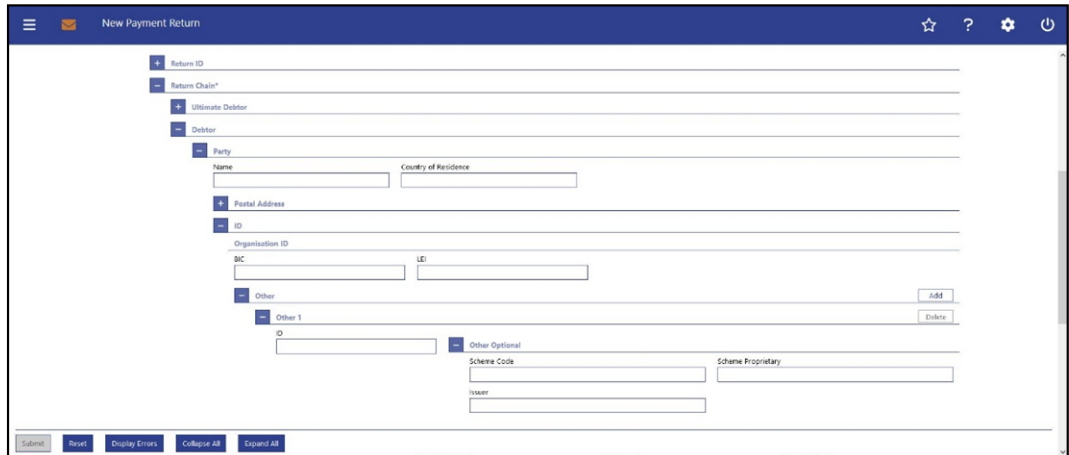 New Payment Return
?
+ Return ID
− Return Chain*
+ Ultimate Debtor
− Debtor
− Party
Name Country of Residence
+ Postal Address
− ID
Organisation ID
BIC LEI
− Other Add
− Other 1 Delete
ID − Other Optional
Scheme Code Scheme Proprietary
Issuer
Submit Reset Display Errors Collapse All Expand All